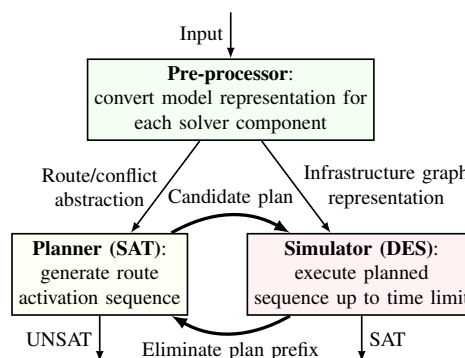 Input
Pre-processor:
convert model representation for
each solver component
Route/conflict
abstraction
Infrastructure graph
representation
Candidate plan
Planner (SAT):
generate route
activation sequence
Simulator (DES):
execute planned
sequence up to time limit
UNSAT
Eliminate plan prefix
SAT